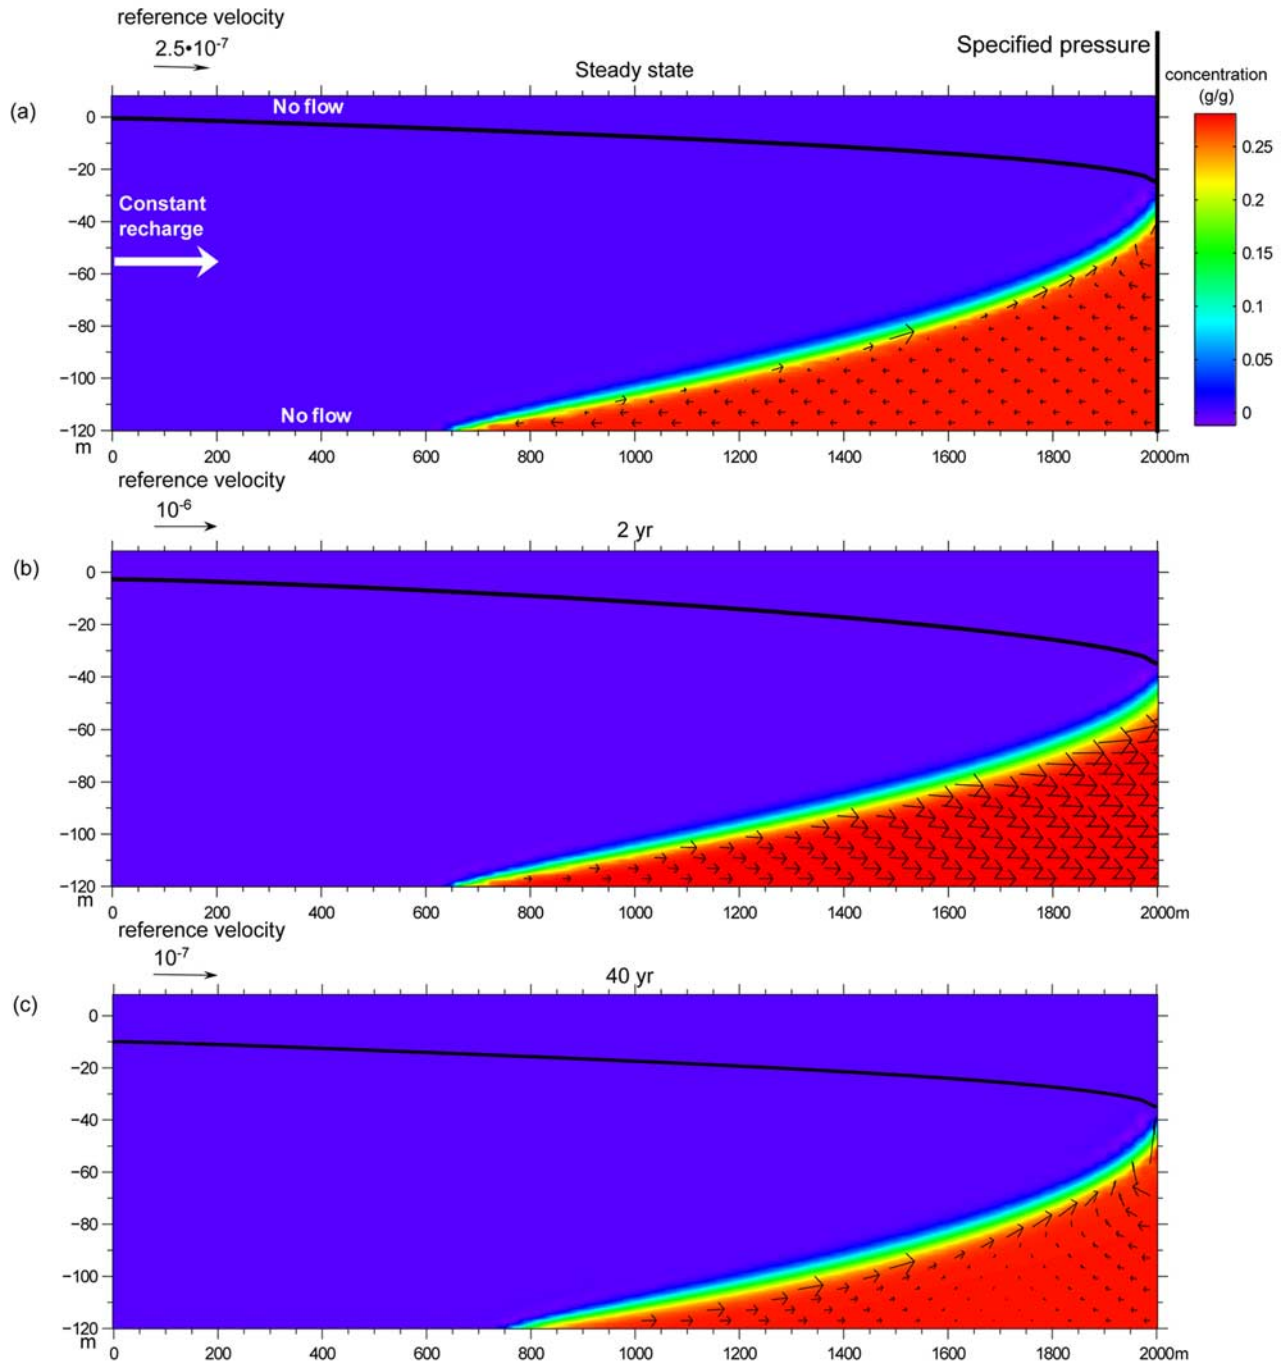 reference velocity
2.5•10⁻⁷
Specified pressure
Steady state
concentration
(g/g)
(a)
No flow
0
−20
−40
−60
−80
−100
−120
m
Constant
recharge
No flow
0.25
0.2
0.15
0.1
0.05
0
0 200 400 600 800 1000 1200 1400 1600 1800 2000m
reference velocity
10⁻⁶
2 yr
(b)
0
−20
−40
−60
−80
−100
−120
m
0 200 400 600 800 1000 1200 1400 1600 1800 2000m
reference velocity
10⁻⁷
40 yr
(c)
0
−20
−40
−60
−80
−100
−120
m
0 200 400 600 800 1000 1200 1400 1600 1800 2000m